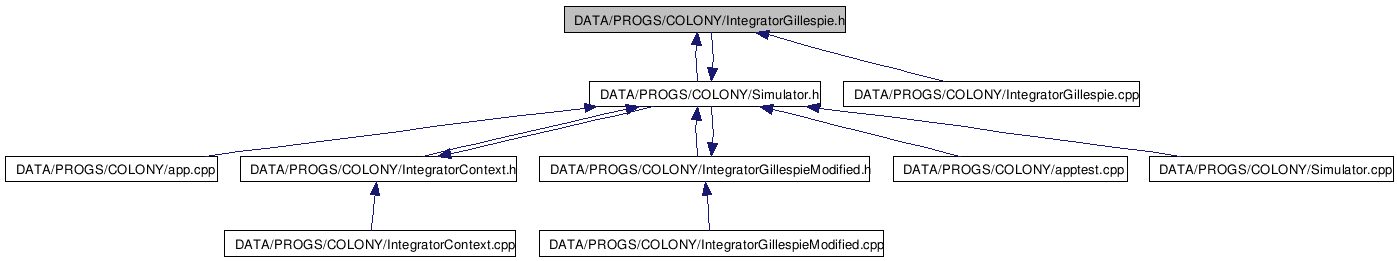 DATA/PROGS/COLONY/IntegratorGillespie.h
DATA/PROGS/COLONY/Simulator.h
DATA/PROGS/COLONY/IntegratorGillespie.cpp
DATA/PROGS/COLONY/app.cpp
DATA/PROGS/COLONY/IntegratorContext.h
DATA/PROGS/COLONY/IntegratorGillespieModified.h
DATA/PROGS/COLONY/apptest.cpp
DATA/PROGS/COLONY/Simulator.cpp
DATA/PROGS/COLONY/IntegratorContext.cpp
DATA/PROGS/COLONY/IntegratorGillespieModified.cpp